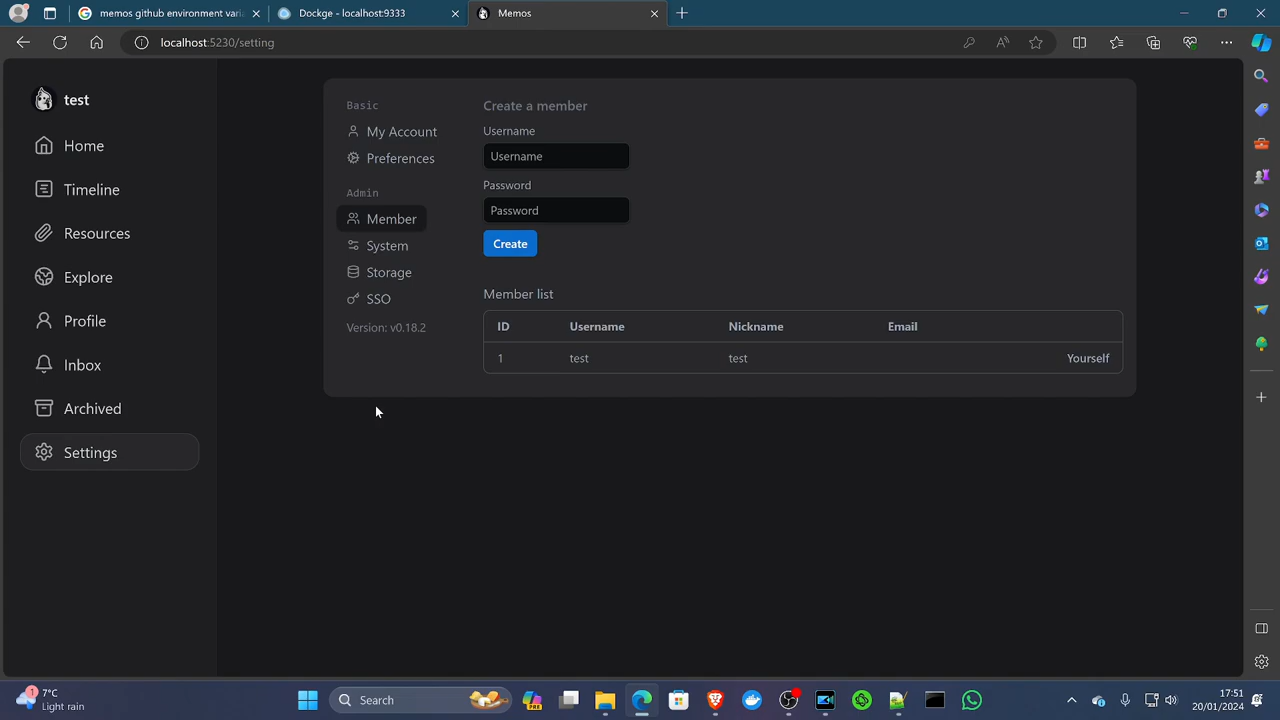 memos github environment vari
Dockge - localhost:9333
Memos
localhost:5230/setting
test
Home
Timeline
Resources
Explore
Profile
Inbox
Archived
Settings
Basic
My Account
Preferences
Admin
Member
System
Storage
SSO
Version: v0.18.2
Create a member
Username
Username
Password
Password
Create
Member list
ID Username Nickname Email
1 test test Yourself
1
7°C
Light rain
Search
PRE
17:51
20/01/2024